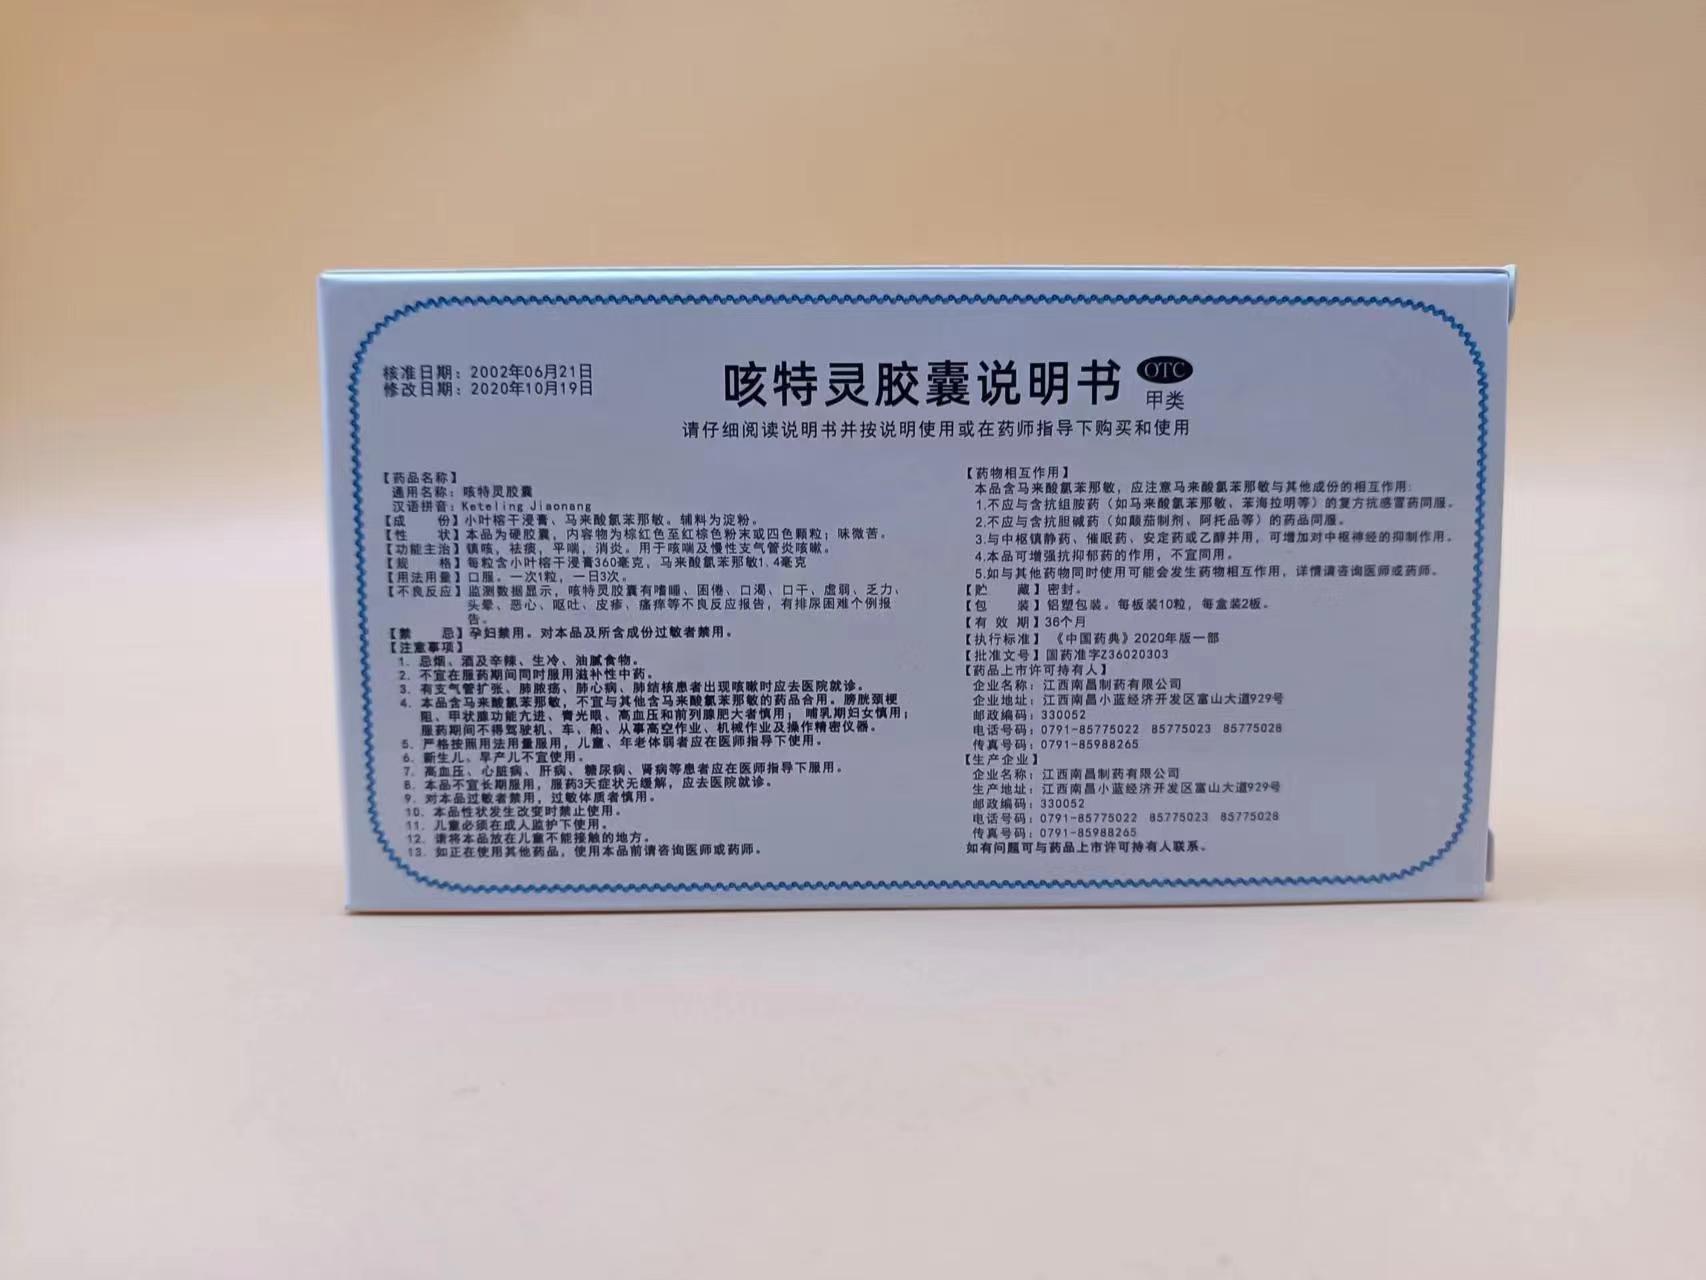 核准日期：2002年06月21日
修改日期：2020年10月19日
咳特灵胶囊说明书
OTC
甲类
请仔细阅读说明书并按说明使用或在药师指导下购买和使用
【药品名称】
通用名称：咳特灵胶囊
汉语拼音：Keteling Jiaonang
【成　　份】小叶榕干浸膏、马来酸氯苯那敏。辅料为淀粉。
【性　　状】本品为硬胶囊，内容物为棕红色至红棕色粉末或四色颗粒；味微苦。
【功能主治】镇咳，祛痰，平喘，消炎。用于咳喘及慢性支气管炎咳嗽。
【规　　格】每粒含小叶榕干浸膏360毫克，马来酸氯苯那敏1.4毫克
【用法用量】口服。一次1粒，一日3次。
【不良反应】监测数据显示，咳特灵胶囊有嗜睡、困倦、口渴、口干、虚弱、乏力、
头晕、恶心、呕吐、皮疹、瘙痒等不良反应报告，有排尿困难个例报
告。
【禁　　忌】孕妇禁用。对本品及所含成份过敏者禁用。
【注意事项】
1. 忌烟、酒及辛辣、生冷、油腻食物。
2. 不宜在服药期间同时服用滋补性中药。
3. 有支气管扩张、肺脓疡、肺心病、肺结核患者出现咳嗽时应去医院就诊。
4. 本品含马来酸氯苯那敏，不宜与其他含马来酸氯苯那敏的药品合用。膀胱颈梗
阻、甲状腺功能亢进、青光眼、高血压和前列腺肥大者慎用；哺乳期妇女慎用；
服药期间不得驾驶机、车、船、从事高空作业、机械作业及操作精密仪器。
5. 严格按照用法用量服用，儿童、年老体弱者应在医师指导下使用。
6. 新生儿、早产儿不宜使用。
7. 高血压、心脏病、肝病、糖尿病、肾病等患者应在医师指导下服用。
8. 本品不宜长期服用，服药3天症状无缓解，应去医院就诊。
9. 对本品过敏者禁用，过敏体质者慎用。
10. 本品性状发生改变时禁止使用。
11. 儿童必须在成人监护下使用。
12. 请将本品放在儿童不能接触的地方。
13. 如正在使用其他药品，使用本品前请咨询医师或药师。
【药物相互作用】
本品含马来酸氯苯那敏，应注意马来酸氯苯那敏与其他成份的相互作用：
1.不应与含抗组胺药（如马来酸氯苯那敏、苯海拉明等）的复方抗感冒药同服。
2.不应与含抗胆碱药（如颠茄制剂、阿托品等）的药品同服。
3.与中枢镇静药、催眠药、安定药或乙醇并用，可增加对中枢神经的抑制作用。
4.本品可增强抗抑郁药的作用，不宜同用。
5.如与其他药物同时使用可能会发生药物相互作用，详情请咨询医师或药师。
【贮　　藏】密封。
【包　　装】铝塑包装。每板装10粒，每盒装2板。
【有 效 期】36个月
【执行标准】《中国药典》2020年版一部
【批准文号】国药准字Z36020303
【药品上市许可持有人】
企业名称：江西南昌制药有限公司
企业地址：江西南昌小蓝经济开发区富山大道929号
邮政编码：330052
电话号码：0791-85775022 85775023 85775028
传真号码：0791-85988265
【生产企业】
企业名称：江西南昌制药有限公司
生产地址：江西南昌小蓝经济开发区富山大道929号
邮政编码：330052
电话号码：0791-85775022 85775023 85775028
传真号码：0791-85988265
如有问题可与药品上市许可持有人联系。